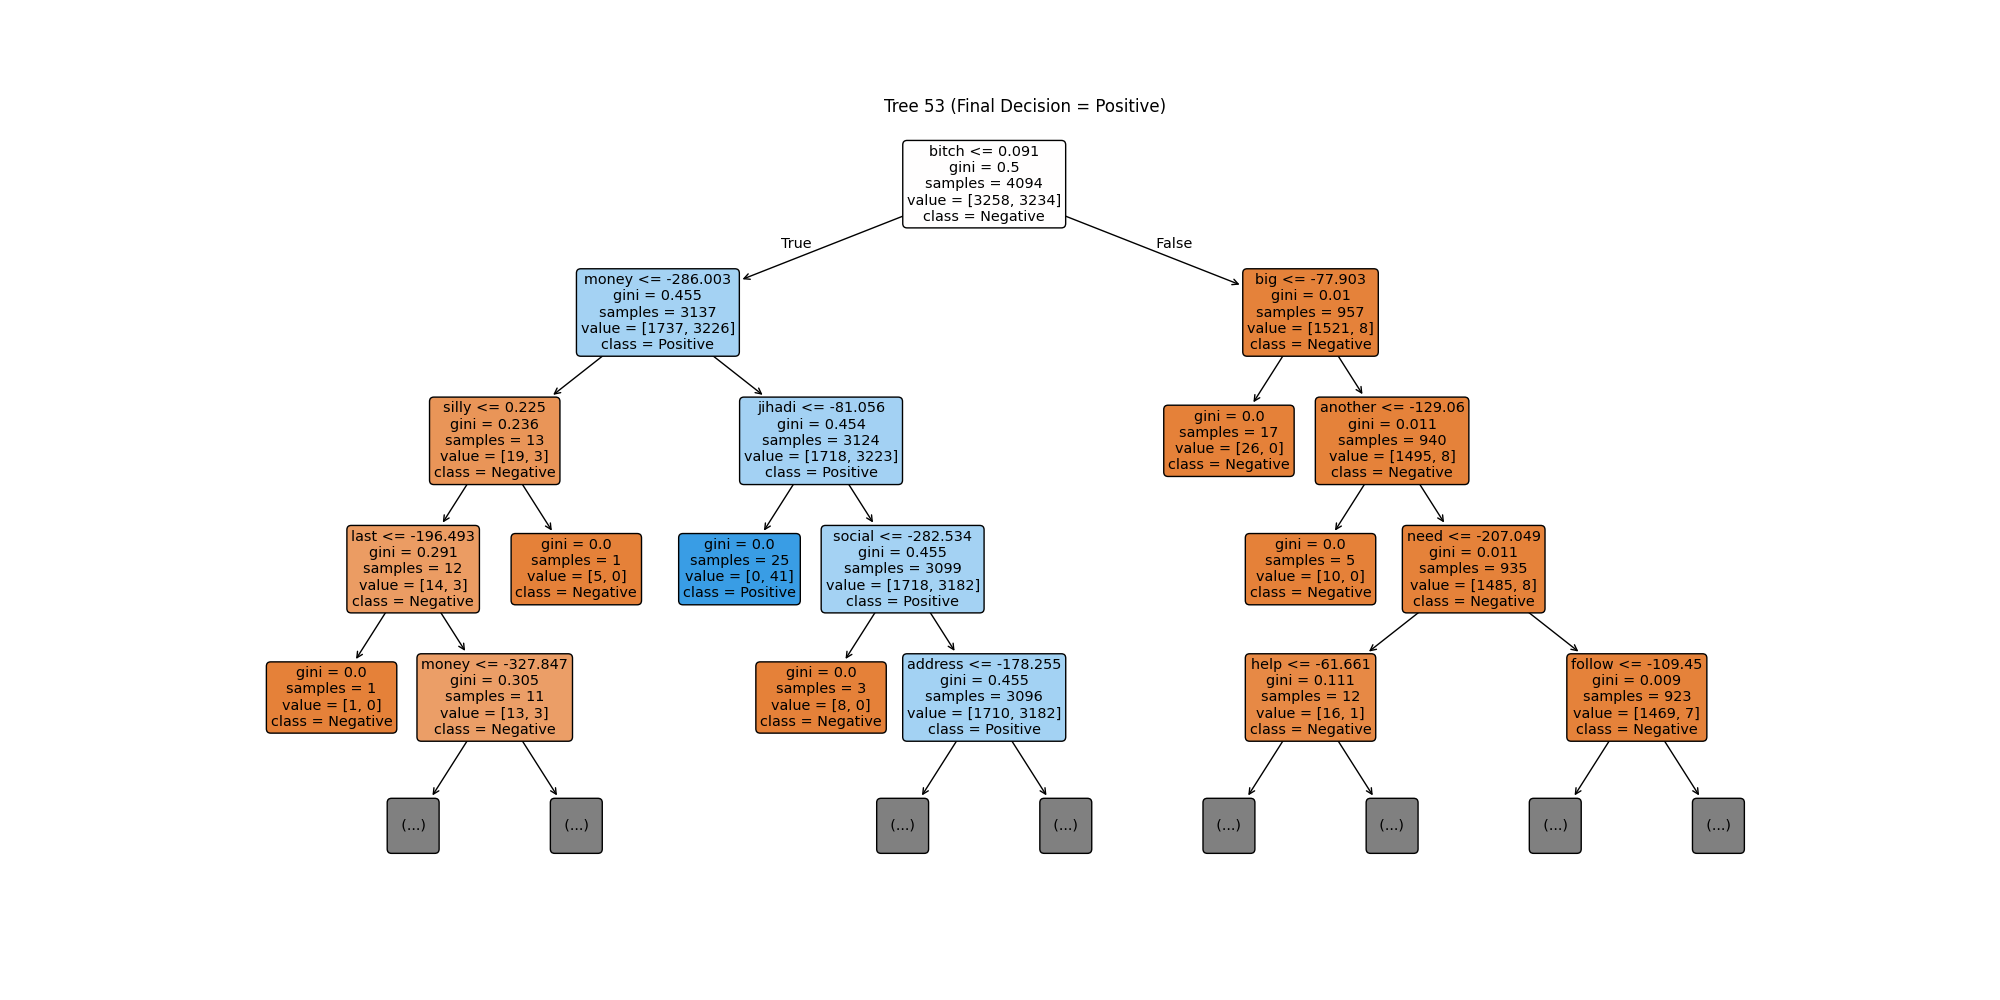 Tree 53 (Final Decision = Positive)
bitch <= 0.091
gini = 0.5
samples = 4094
value = [3258, 3234]
class = Negative
True
False
money <= -286.003
gini = 0.455
samples = 3137
value = [1737, 3226]
class = Positive
big <= -77.903
gini = 0.01
samples = 957
value = [1521, 8]
class = Negative
silly <= 0.225
gini = 0.236
samples = 13
value = [19, 3]
class = Negative
jihadi <= -81.056
gini = 0.454
samples = 3124
value = [1718, 3223]
class = Positive
gini = 0.0
samples = 17
value = [26, 0]
class = Negative
another <= -129.06
gini = 0.011
samples = 940
value = [1495, 8]
class = Negative
last <= -196.493
gini = 0.291
samples = 12
value = [14, 3]
class = Negative
gini = 0.0
samples = 1
value = [5, 0]
class = Negative
gini = 0.0
samples = 25
value = [0, 41]
class = Positive
social <= -282.534
gini = 0.455
samples = 3099
value = [1718, 3182]
class = Positive
gini = 0.0
samples = 5
value = [10, 0]
class = Negative
need <= -207.049
gini = 0.011
samples = 935
value = [1485, 8]
class = Negative
gini = 0.0
samples = 1
value = [1, 0]
class = Negative
money <= -327.847
gini = 0.305
samples = 11
value = [13, 3]
class = Negative
gini = 0.0
samples = 3
value = [8, 0]
class = Negative
address <= -178.255
gini = 0.455
samples = 3096
value = [1710, 3182]
class = Positive
help <= -61.661
gini = 0.111
samples = 12
value = [16, 1]
class = Negative
follow <= -109.45
gini = 0.009
samples = 923
value = [1469, 7]
class = Negative
(...)
(...)
(...)
(...)
(...)
(...)
(...)
(...)